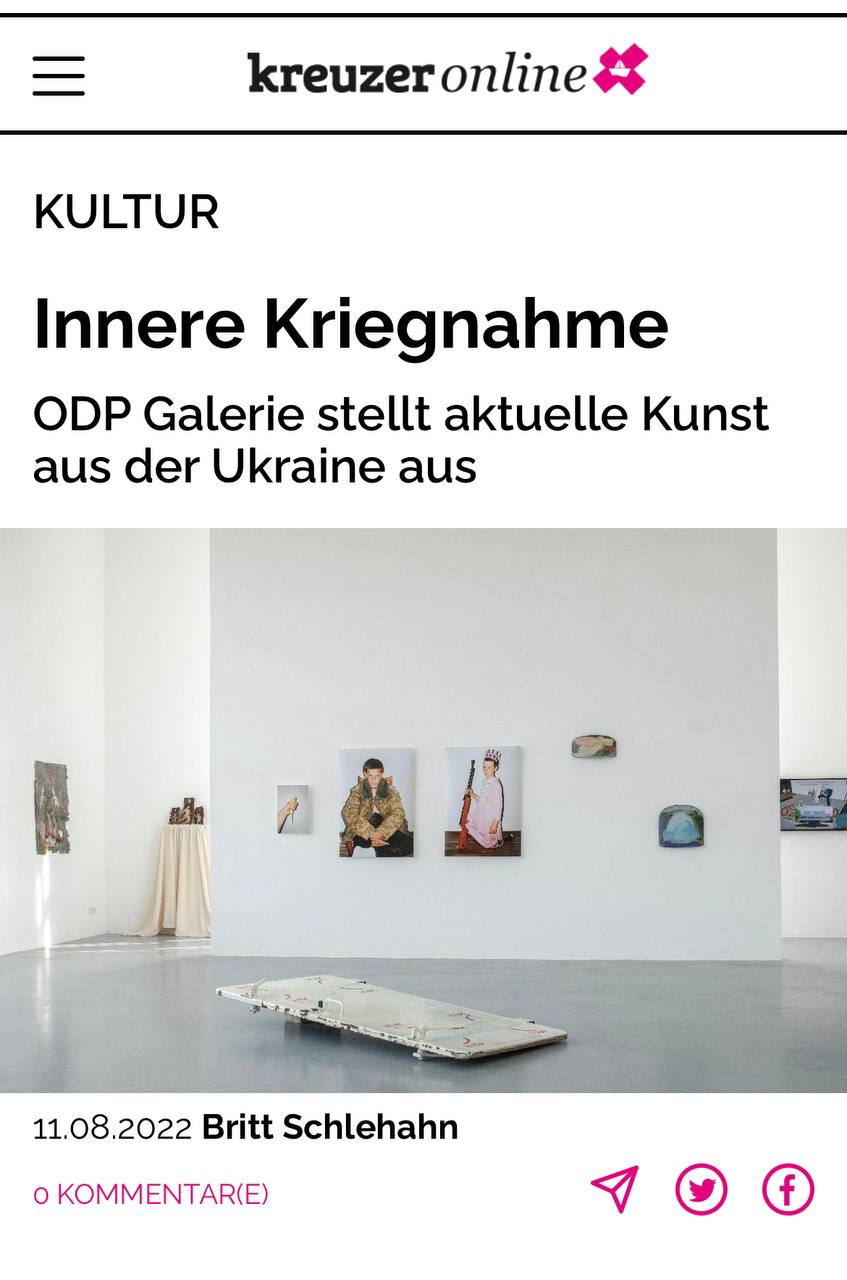 kreuzer online
KULTUR
Innere Kriegnahme
ODP Galerie stellt aktuelle Kunst
aus der Ukraine aus
11.08.2022 Britt Schlehahn
0 KOMMENTAR(E)